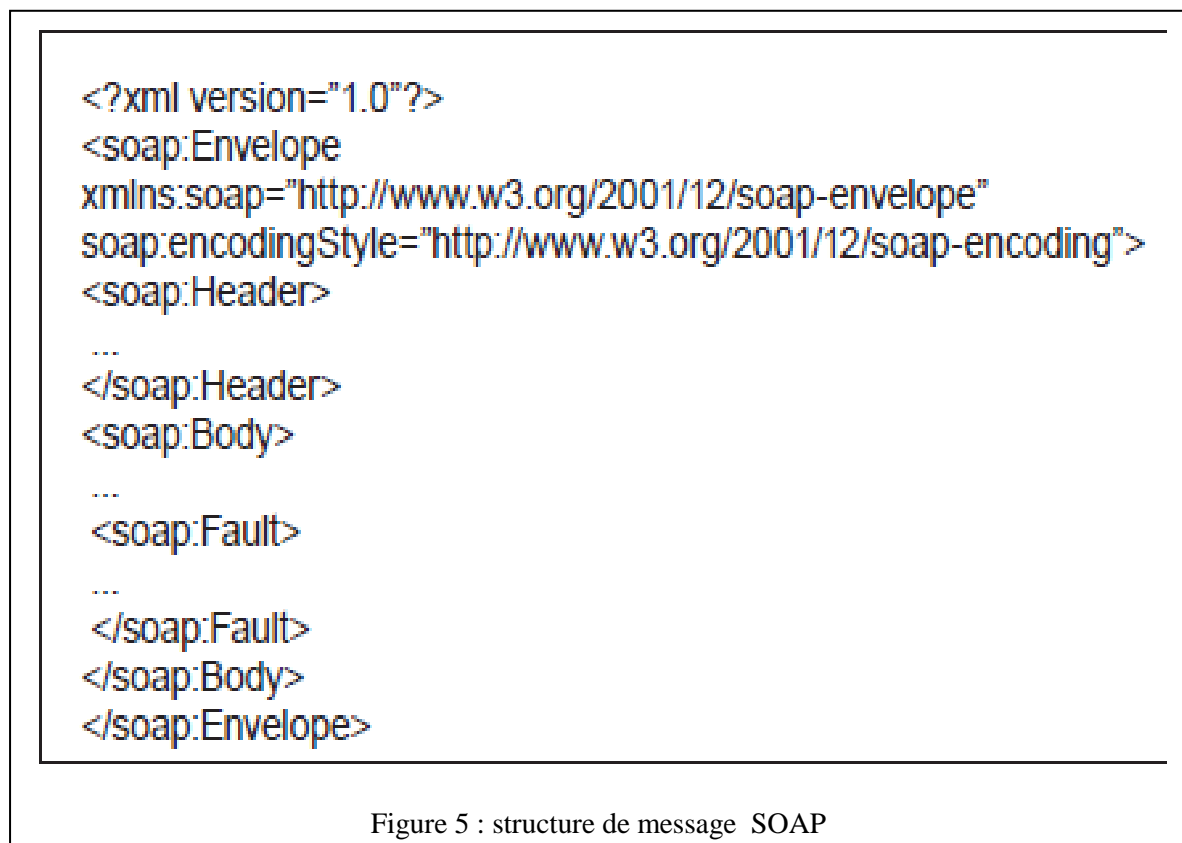 <?xml version=”1.0”?>
<soap:Envelope
xmlns:soap=”http://www.w3.org/2001/12/soap-envelope”
soap:encodingStyle=”http://www.w3.org/2001/12/soap-encoding”>
<soap:Header>
...
</soap:Header>
<soap:Body>
...
<soap:Fault>
...
</soap:Fault>
</soap:Body>
</soap:Envelope>
Figure 5 : structure de message SOAP